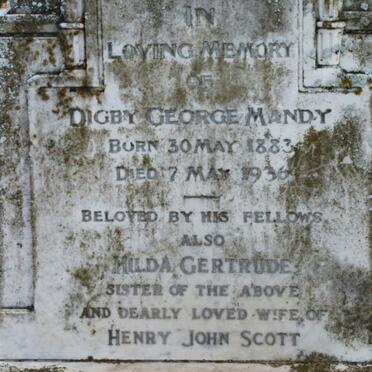 IN
LOVING MEMORY
OF
DIGBY GEORGE MANDY
BORN 30 MAY 1883
DIED 7 MAY 1936
BELOVED BY HIS FELLOWS.
ALSO
HILDA GERTRUDE,
SISTER OF THE ABOVE
AND DEARLY LOVED WIFE OF
HENRY JOHN SCOTT